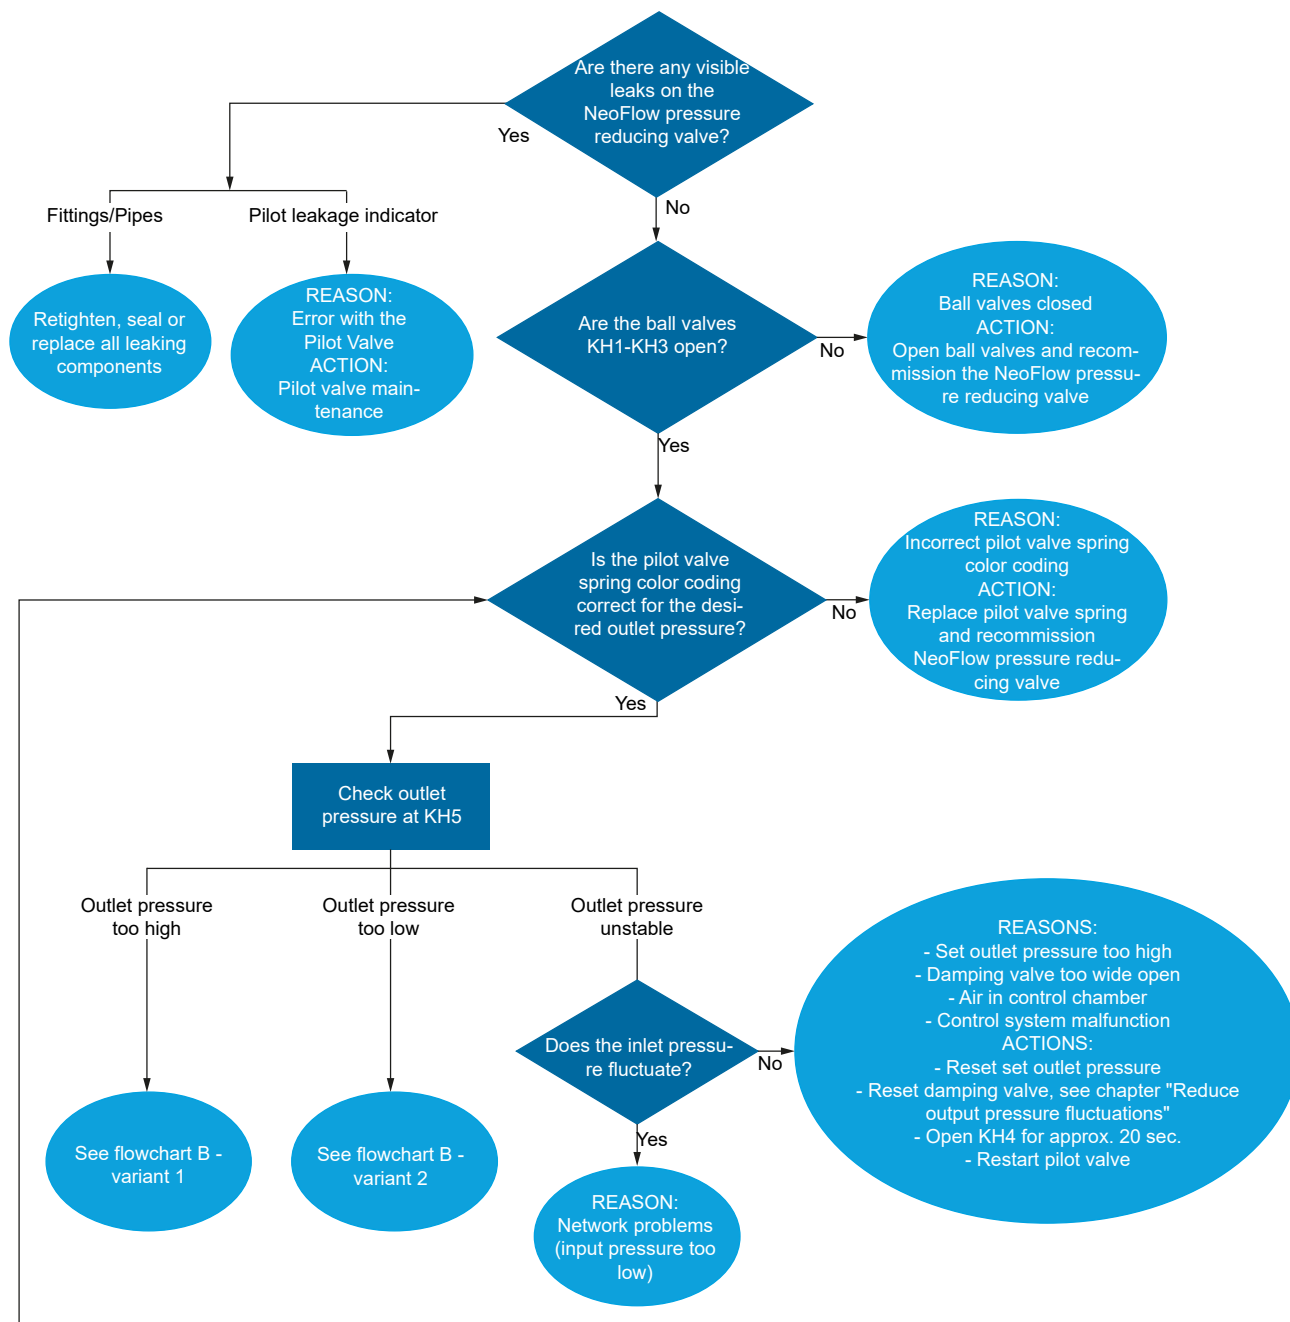 Are there any visible
leaks on the
NeoFlow pressure
reducing valve?
Yes
No
Fittings/Pipes
Pilot leakage indicator
Retighten, seal or
replace all leaking
components
REASON:
Error with the
Pilot Valve
ACTION:
Pilot valve main-
tenance
Are the ball valves
KH1-KH3 open?
No
REASON:
Ball valves closed
ACTION:
Open ball valves and recom-
mission the NeoFlow pressu-
re reducing valve
Yes
Is the pilot valve
spring color coding
correct for the desi-
red outlet pressure?
No
REASON:
Incorrect pilot valve spring
color coding
ACTION:
Replace pilot valve spring
and recommission
NeoFlow pressure redu-
cing valve
Yes
Check outlet
pressure at KH5
Outlet pressure
too high
Outlet pressure
too low
Outlet pressure
unstable
See flowchart B -
variant 1
See flowchart B -
variant 2
Does the inlet pressu-
re fluctuate?
No
REASONS:
- Set outlet pressure too high
- Damping valve too wide open
- Air in control chamber
- Control system malfunction
ACTIONS:
- Reset set outlet pressure
- Reset damping valve, see chapter "Reduce
output pressure fluctuations"
- Open KH4 for approx. 20 sec.
- Restart pilot valve
Yes
REASON:
Network problems
(input pressure too
low)